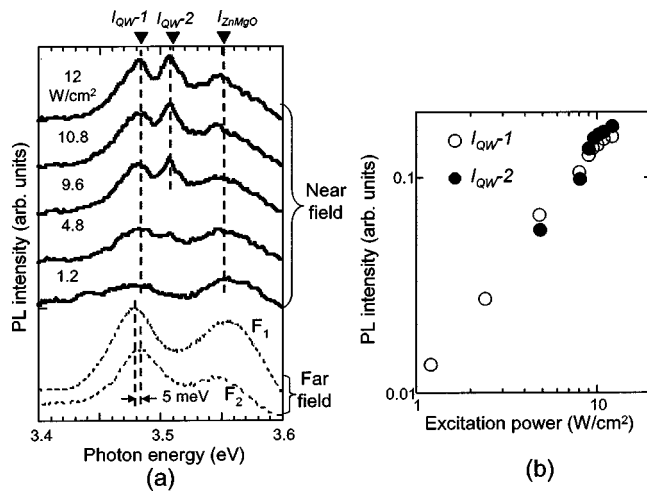 I_QW-1 I_QW-2 I_ZnMgO
12
W/cm²
10.8
9.6
4.8
1.2
Near
field
F₁
F₂
Far
field
5 meV
PL intensity (arb. units)
3.4 3.5 3.6
Photon energy (eV)
(a)
I_QW-1
I_QW-2
PL intensity (arb. units)
0.1
0.01
1 10
Excitation power (W/cm²)
(b)